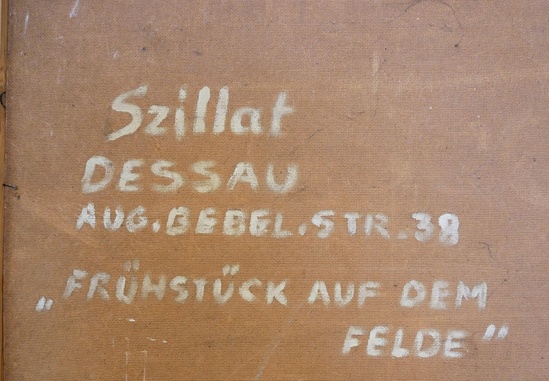 Szillat
DESSAU
AUG.BEBEL.STR.38
„FRÜHSTÜCK AUF DEM
FELDE“